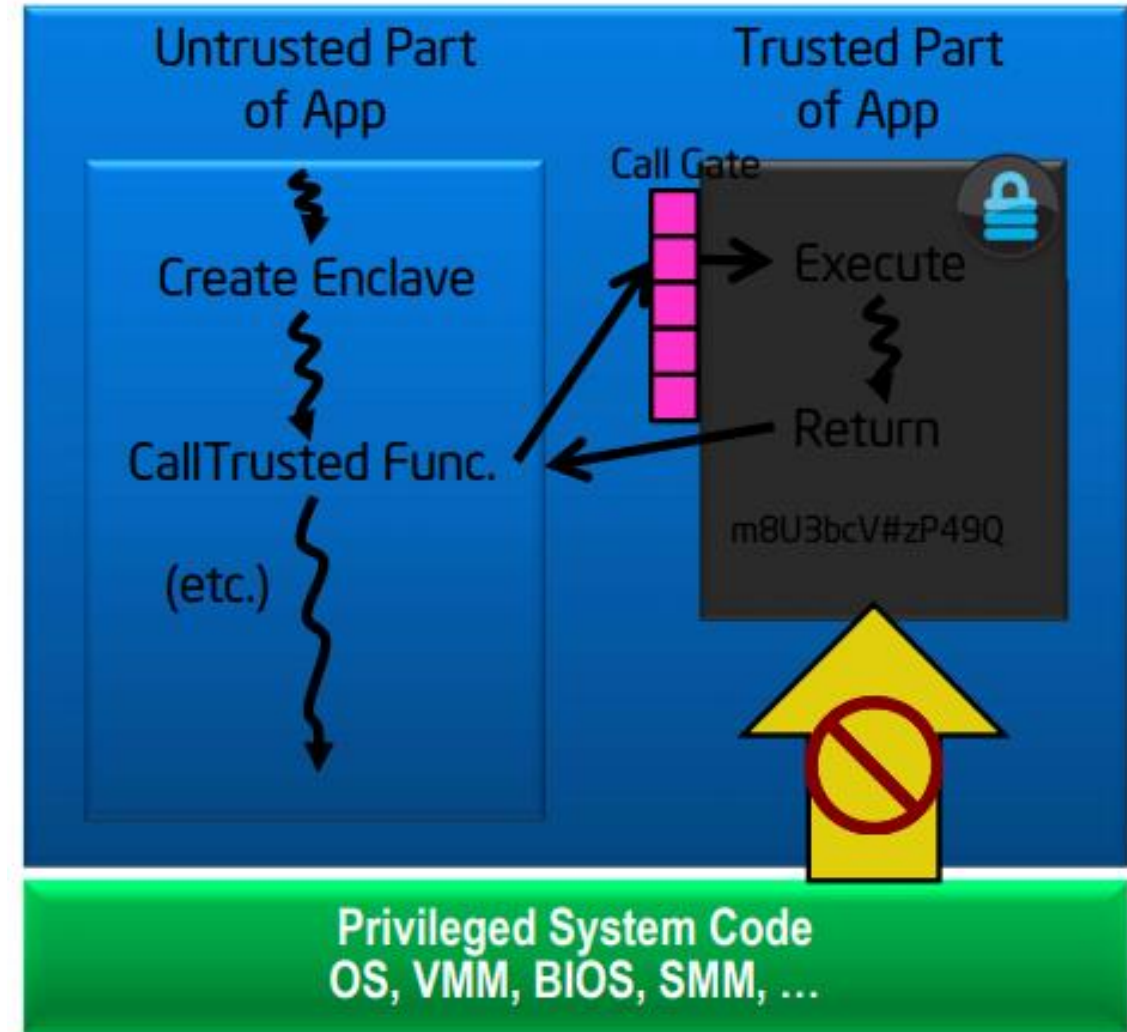 Untrusted Part
of App
Trusted Part
of App
Call Gate
Create Enclave
Execute
CallTrusted Func.
Return
(etc.)
m8U3bcV#zP49Q
Privileged System Code
OS, VMM, BIOS, SMM, …